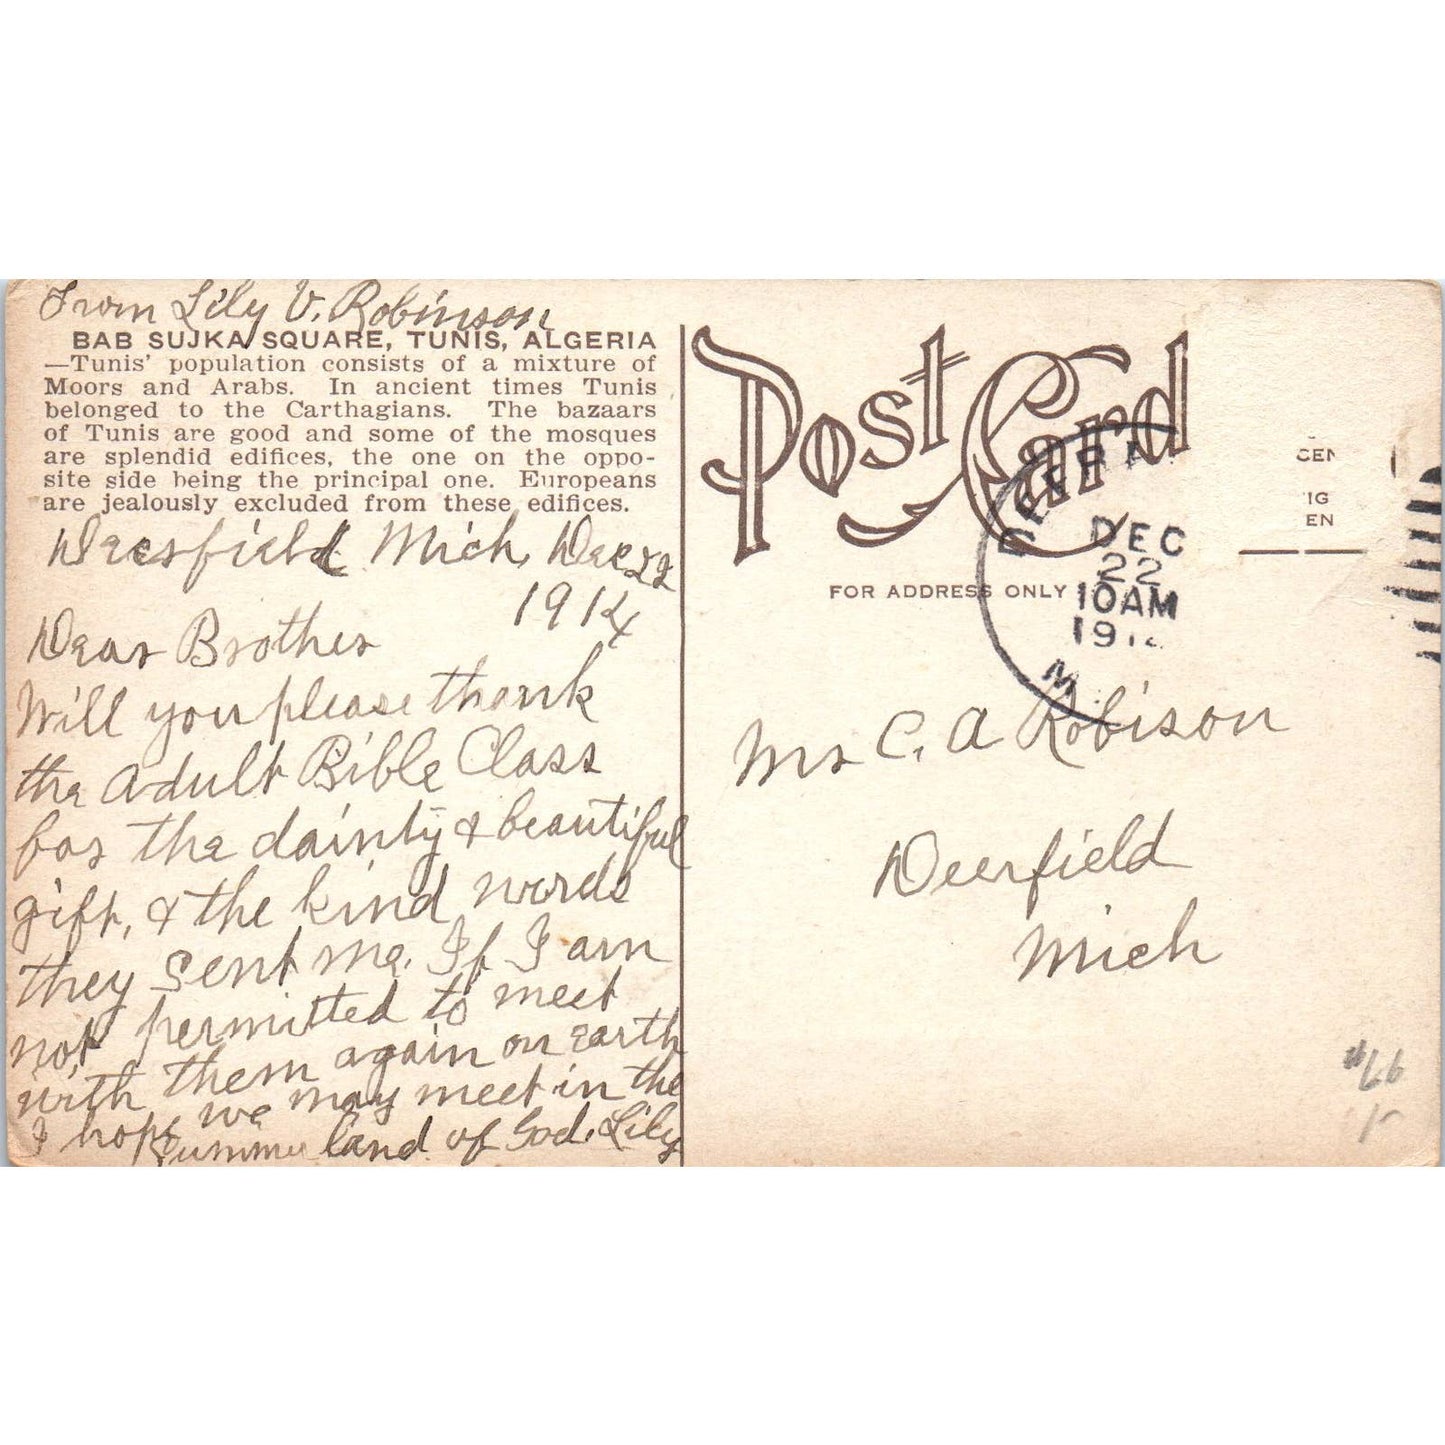 From Lily V. Robinson
BAB SUJKA SQUARE, TUNIS, ALGERIA
—Tunis' population consists of a mixture of
Moors and Arabs. In ancient times Tunis
belonged to the Carthagians. The bazaars
of Tunis are good and some of the mosques
are splendid edifices, the one on the oppo-
site side being the principal one. Europeans
are jealously excluded from these edifices.
Deerfield Mich, Dec 22
1914
Dear Brother
Will you please thank
the Adult Bible Class
for the dainty & beautiful
gift, & the kind words
they sent me. If I am
not permitted to meet
with them again on earth
I hope we may meet in the
Summer land of God. Lily
Post Card
FOR ADDRESS ONLY
DEC
22
10AM
191
M
CEN
IG
EN
Mr C. A Robison
Deerfield
Mich